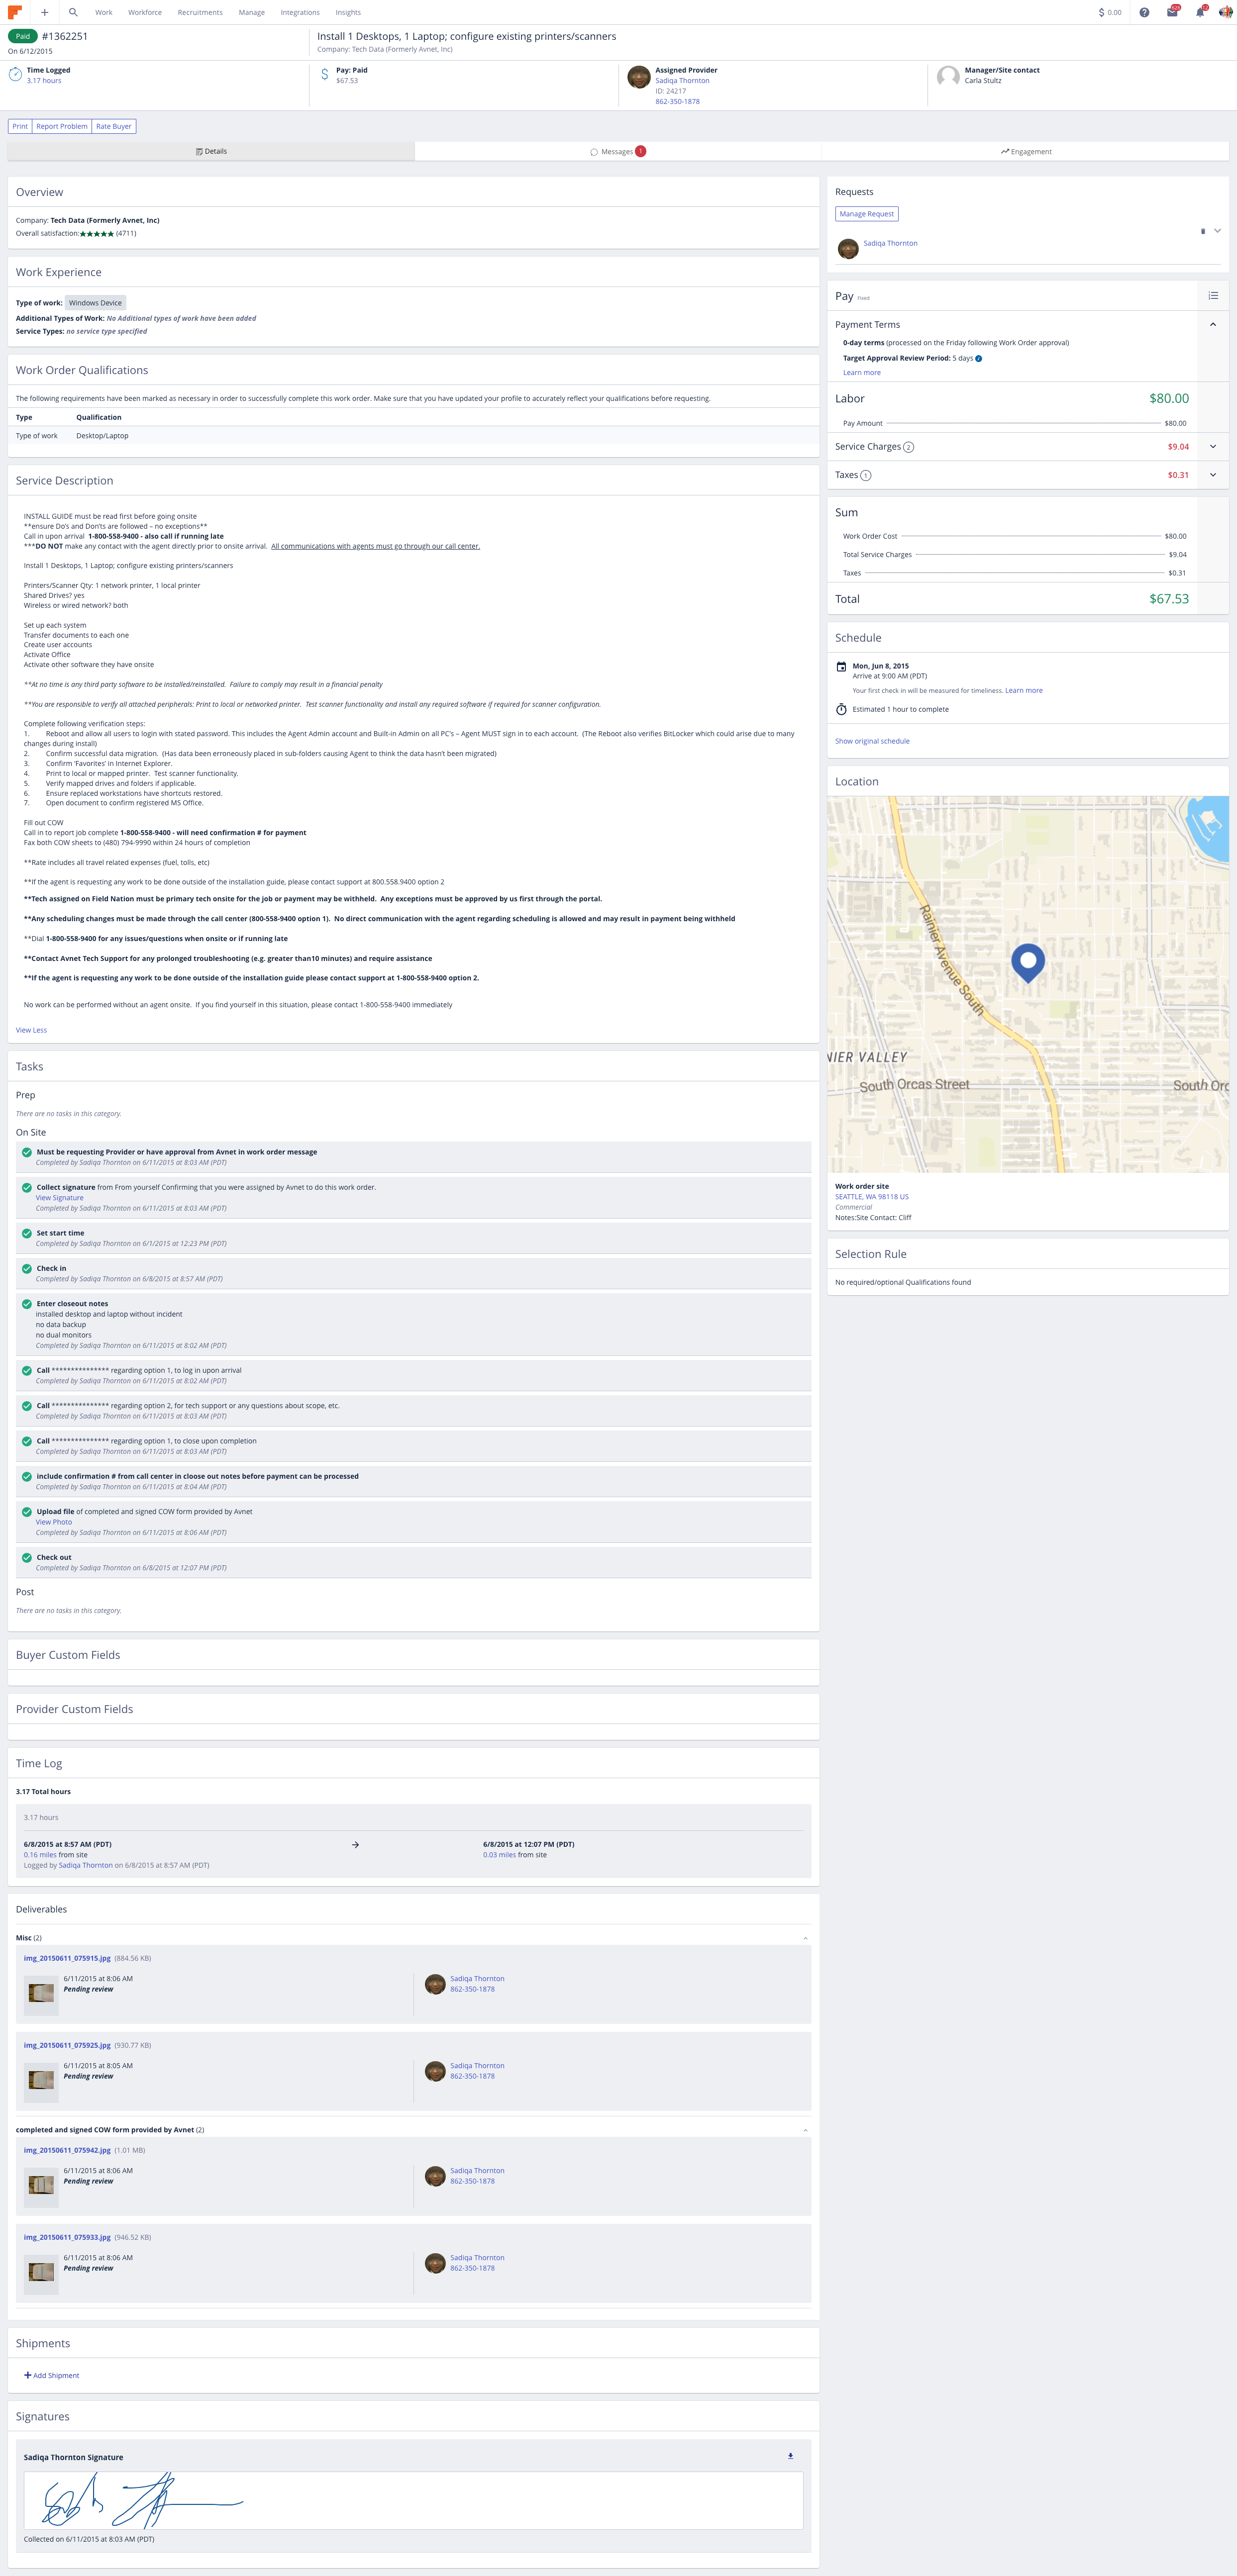 Work Workforce Recruitments Manage Integrations Insights 0.00
Paid #1362251
On 6/12/2015
Install 1 Desktops, 1 Laptop; configure existing printers/scanners
Company: Tech Data (Formerly Avnet, Inc)
Time Logged
3.17 hours
Pay: Paid
$67.53
Assigned Provider
Sadiqa Thornton
ID: 24217
862-350-1878
Manager/Site contact
Carla Stultz
Print Report Problem Rate Buyer
Details Messages 1 Engagement
Overview
Company: Tech Data (Formerly Avnet, Inc)
Overall satisfaction:★★★★★ (4711)
Work Experience
Type of work: Windows Device
Additional Types of Work: No Additional types of work have been added
Service Types: no service type specified
Work Order Qualifications
The following requirements have been marked as necessary in order to successfully complete this work order. Make sure that you have updated your profile to accurately reflect your qualifications before requesting.
Type Qualification
Type of work Desktop/Laptop
Service Description
INSTALL GUIDE must be read first before going onsite
**ensure Do's and Don'ts are followed – no exceptions**
Call in upon arrival 1-800-558-9400 - also call if running late
***DO NOT make any contact with the agent directly prior to onsite arrival. All communications with agents must go through our call center.
Install 1 Desktops, 1 Laptop; configure existing printers/scanners
Printers/Scanner Qty: 1 network printer, 1 local printer
Shared Drives? yes
Wireless or wired network? both
Set up each system
Transfer documents to each one
Create user accounts
Activate Office
Activate other software they have onsite
**At no time is any third party software to be installed/reinstalled. Failure to comply may result in a financial penalty
**You are responsible to verify all attached peripherals: Print to local or networked printer. Test scanner functionality and install any required software if required for scanner configuration.
Complete following verification steps:
1. Reboot and allow all users to login with stated password. This includes the Agent Admin account and Built-in Admin on all PC's – Agent MUST sign in to each account. (The Reboot also verifies BitLocker which could arise due to many
changes during install)
2. Confirm successful data migration. (Has data been erroneously placed in sub-folders causing Agent to think the data hasn't been migrated)
3. Confirm 'Favorites' in Internet Explorer.
4. Print to local or mapped printer. Test scanner functionality.
5. Verify mapped drives and folders if applicable.
6. Ensure replaced workstations have shortcuts restored.
7. Open document to confirm registered MS Office.
Fill out COW
Call in to report job complete 1-800-558-9400 - will need confirmation # for payment
Fax both COW sheets to (480) 794-9990 within 24 hours of completion
**Rate includes all travel related expenses (fuel, tolls, etc)
**If the agent is requesting any work to be done outside of the installation guide, please contact support at 800.558.9400 option 2
**Tech assigned on Field Nation must be primary tech onsite for the job or payment may be withheld. Any exceptions must be approved by us first through the portal.
**Any scheduling changes must be made through the call center (800-558-9400 option 1). No direct communication with the agent regarding scheduling is allowed and may result in payment being withheld
**Dial 1-800-558-9400 for any issues/questions when onsite or if running late
**Contact Avnet Tech Support for any prolonged troubleshooting (e.g. greater than10 minutes) and require assistance
**If the agent is requesting any work to be done outside of the installation guide please contact support at 1-800-558-9400 option 2.
No work can be performed without an agent onsite. If you find yourself in this situation, please contact 1-800-558-9400 immediately
View Less
Tasks
Prep
There are no tasks in this category.
On Site
Must be requesting Provider or have approval from Avnet in work order message
Completed by Sadiqa Thornton on 6/11/2015 at 8:03 AM (PDT)
Collect signature from From yourself Confirming that you were assigned by Avnet to do this work order.
View Signature
Completed by Sadiqa Thornton on 6/11/2015 at 8:03 AM (PDT)
Set start time
Completed by Sadiqa Thornton on 6/1/2015 at 12:23 PM (PDT)
Check in
Completed by Sadiqa Thornton on 6/8/2015 at 8:57 AM (PDT)
Enter closeout notes
installed desktop and laptop without incident
no data backup
no dual monitors
Completed by Sadiqa Thornton on 6/11/2015 at 8:02 AM (PDT)
Call *************** regarding option 1, to log in upon arrival
Completed by Sadiqa Thornton on 6/11/2015 at 8:02 AM (PDT)
Call *************** regarding option 2, for tech support or any questions about scope, etc.
Completed by Sadiqa Thornton on 6/11/2015 at 8:03 AM (PDT)
Call *************** regarding option 1, to close upon completion
Completed by Sadiqa Thornton on 6/11/2015 at 8:03 AM (PDT)
include confirmation # from call center in cloose out notes before payment can be processed
Completed by Sadiqa Thornton on 6/11/2015 at 8:04 AM (PDT)
Upload file of completed and signed COW form provided by Avnet
View Photo
Completed by Sadiqa Thornton on 6/11/2015 at 8:06 AM (PDT)
Check out
Completed by Sadiqa Thornton on 6/8/2015 at 12:07 PM (PDT)
Post
There are no tasks in this category.
Buyer Custom Fields
Provider Custom Fields
Time Log
3.17 Total hours
3.17 hours
6/8/2015 at 8:57 AM (PDT) → 6/8/2015 at 12:07 PM (PDT)
0.16 miles from site 0.03 miles from site
Logged by Sadiqa Thornton on 6/8/2015 at 8:57 AM (PDT)
Deliverables
Misc (2)
img_20150611_075915.jpg (884.56 KB)
6/11/2015 at 8:06 AM Sadiqa Thornton
Pending review 862-350-1878
img_20150611_075925.jpg (930.77 KB)
6/11/2015 at 8:05 AM Sadiqa Thornton
Pending review 862-350-1878
completed and signed COW form provided by Avnet (2)
img_20150611_075942.jpg (1.01 MB)
6/11/2015 at 8:06 AM Sadiqa Thornton
Pending review 862-350-1878
img_20150611_075933.jpg (946.52 KB)
6/11/2015 at 8:06 AM Sadiqa Thornton
Pending review 862-350-1878
Shipments
Add Shipment
Signatures
Sadiqa Thornton Signature
Collected on 6/11/2015 at 8:03 AM (PDT)
Requests
Manage Request
Sadiqa Thornton
Pay Fixed
Payment Terms
0-day terms (processed on the Friday following Work Order approval)
Target Approval Review Period: 5 days
Learn more
Labor $80.00
Pay Amount $80.00
Service Charges 2 $9.04
Taxes 1 $0.31
Sum
Work Order Cost $80.00
Total Service Charges $9.04
Taxes $0.31
Total $67.53
Schedule
Mon, Jun 8, 2015
Arrive at 9:00 AM (PDT)
Your first check in will be measured for timeliness. Learn more
Estimated 1 hour to complete
Show original schedule
Location
Rainier Avenue South
NIER VALLEY
South Orcas Street
South Orc
Work order site
SEATTLE, WA 98118 US
Commercial
Notes:Site Contact: Cliff
Selection Rule
No required/optional Qualifications found